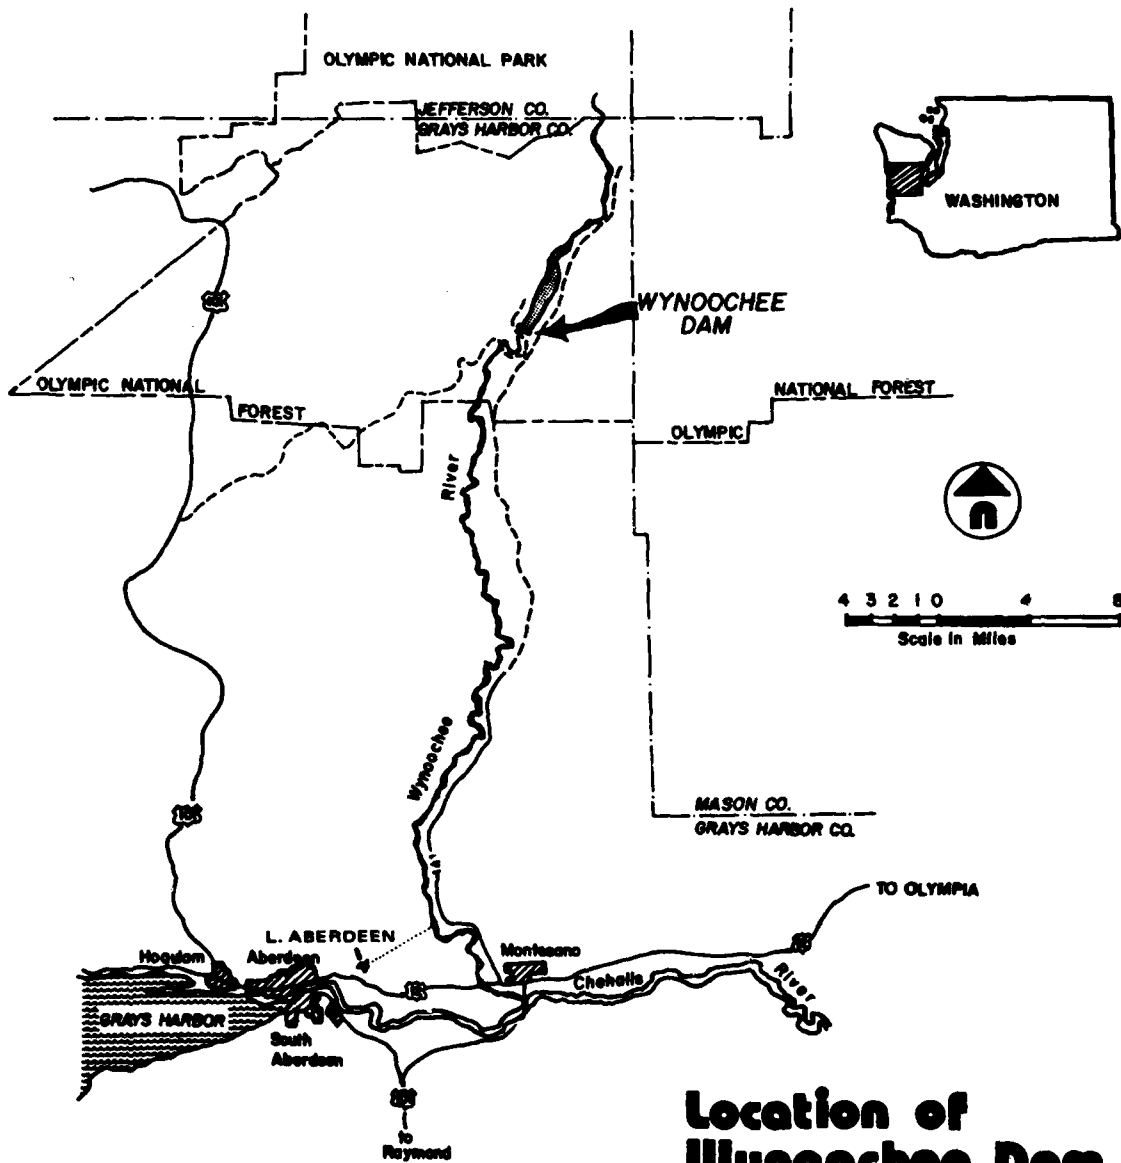 OLYMPIC NATIONAL PARK
JEFFERSON CO.
GRAYS HARBOR CO.
WASHINGTON
WYNOOCHEE
DAM
OLYMPIC NATIONAL
FOREST
NATIONAL FOREST
OLYMPIC
River
n
4 3 2 1 0 4 8
Scale in Miles
Wynoochee
MASON CO.
GRAYS HARBOR CO.
TO OLYMPIA
L. ABERDEEN
Hoquiam
Aberdeen
Montesano
Chehalis
River
GRAYS HARBOR
South
Aberdeen
to
Raymond
Location of
Wynoochee Dam